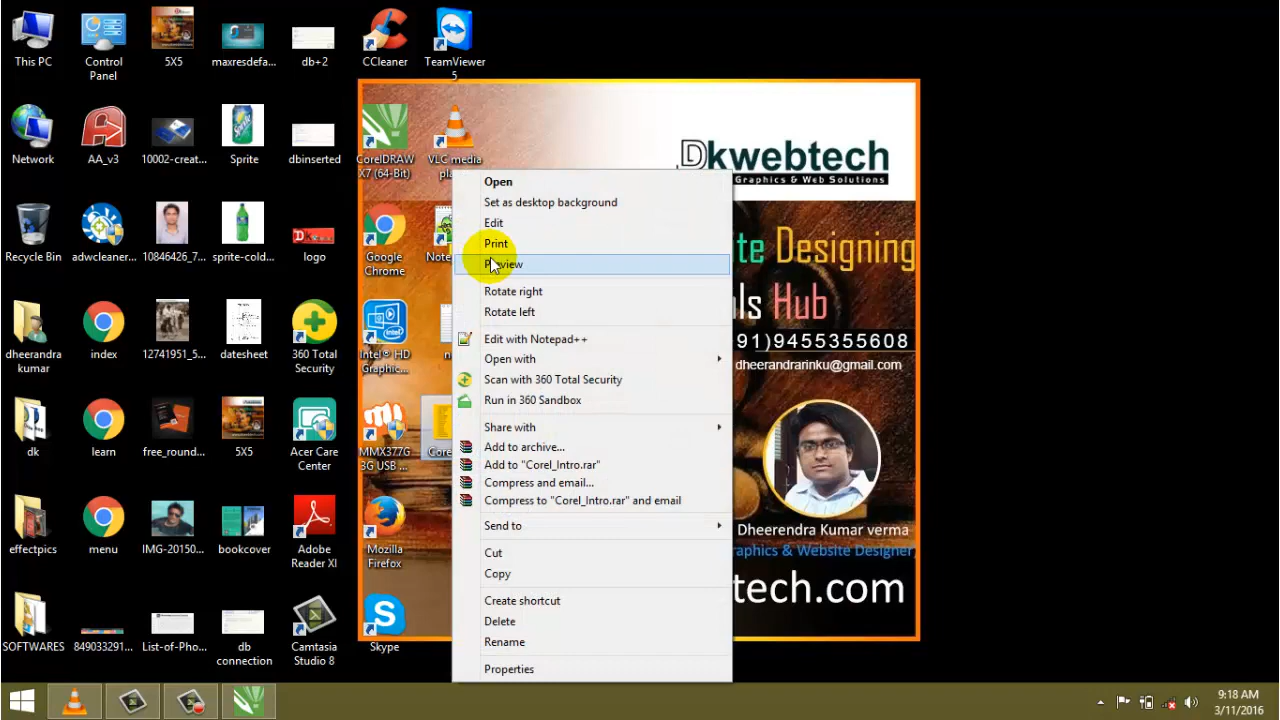 This PC
Control
Panel
5X5
maxresdefa...
db+2
CCleaner
TeamViewer
5
Network
AA_v3
10002-creat...
Sprite
dbinserted
CorelDRAW
X7 (64-Bit)
VLC media
Recycle Bin
adwcleaner...
10846426_7...
sprite-cold...
logo
Google
Chrome
dheerandra
kumar
index
12741951_5...
datesheet
360 Total
Security
Intel® HD
Graphic...
dk
learn
free_round...
5X5
Acer Care
Center
MMX377G
3G USB ...
effectpics
menu
IMG-20150...
bookcover
Adobe
Reader XI
Mozilla
Firefox
SOFTWARES
849033291...
List-of-Pho...
db
connection
Camtasia
Studio 8
Skype
Dkwebtech
Graphics & Web Solutions
Designing
Hub
91)9455355608
dheerandrarinku@gmail.com
Dheerendra Kumar verma
raphics & Website Designer
tech.com
Open
Set as desktop background
Edit
Print
Preview
Rotate right
Rotate left
Edit with Notepad++
Open with
Scan with 360 Total Security
Run in 360 Sandbox
Share with
Add to archive...
Add to "Corel_Intro.rar"
Compress and email...
Compress to "Corel_Intro.rar" and email
Send to
Cut
Copy
Create shortcut
Delete
Rename
Properties
9:18 AM
3/11/2016